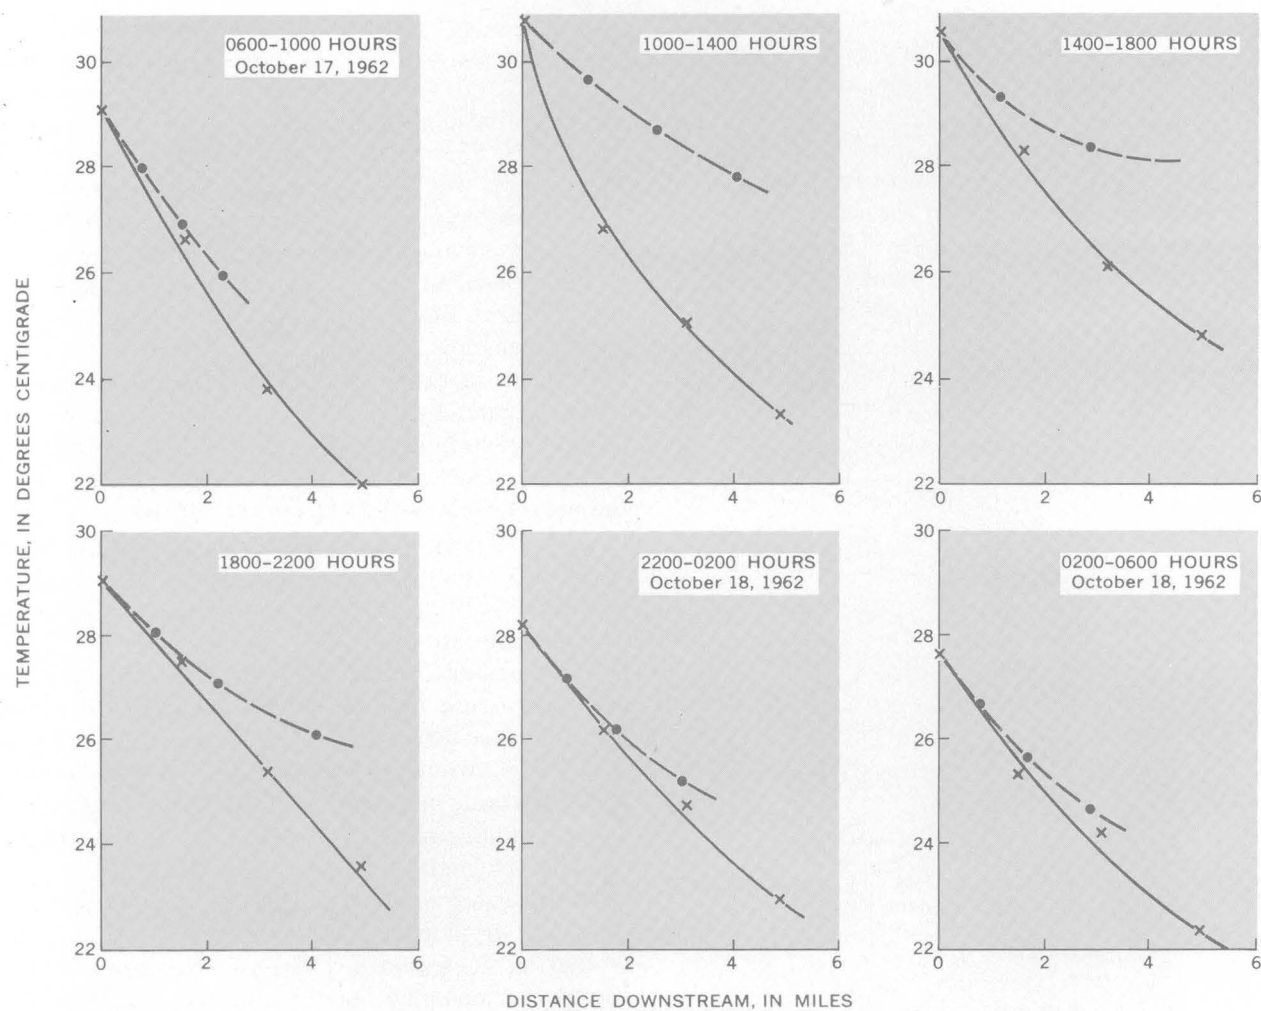 TEMPERATURE, IN DEGREES CENTIGRADE
0600-1000 HOURS
October 17, 1962
30
28
26
24
22
0 2 4 6
1000-1400 HOURS
30
28
26
24
22
0 2 4 6
1400-1800 HOURS
30
28
26
24
22
0 2 4 6
1800-2200 HOURS
30
28
26
24
22
0 2 4 6
2200-0200 HOURS
October 18, 1962
30
28
26
24
22
0 2 4 6
0200-0600 HOURS
October 18, 1962
30
28
26
24
22
0 2 4 6
DISTANCE DOWNSTREAM, IN MILES